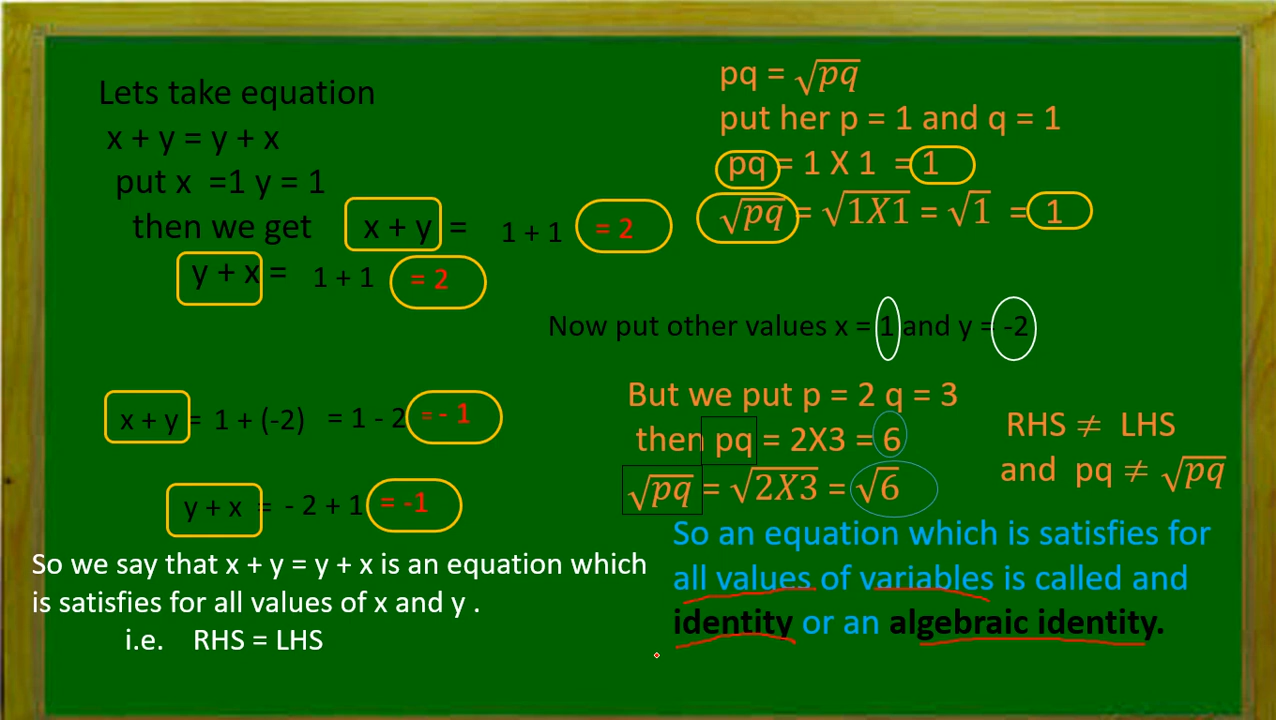 Lets take equation
x + y = y + x
put x =1 y = 1
then we get x + y = 1 + 1 = 2
y + x = 1 + 1 = 2
pq = √pq
put her p = 1 and q = 1
pq = 1 X 1 = 1
√pq = √1X1 = √1 = 1
Now put other values x = 1 and y = -2
x + y = 1 + (-2) = 1 - 2 = - 1
y + x = - 2 + 1 = -1
So we say that x + y = y + x is an equation which
is satisfies for all values of x and y .
i.e. RHS = LHS
But we put p = 2 q = 3
then pq = 2X3 = 6
√pq = √2X3 = √6
RHS ≠ LHS
and pq ≠ √pq
So an equation which is satisfies for
all values of variables is called and
identity or an algebraic identity.